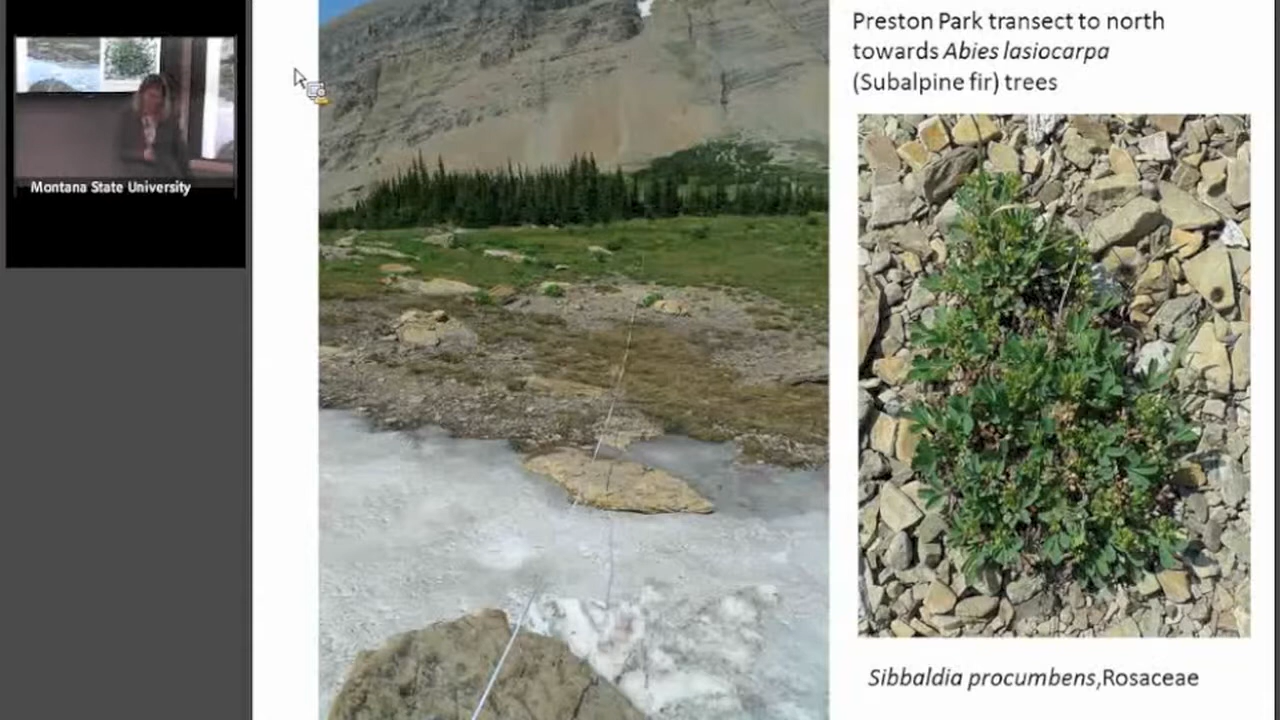 Montana State University
Preston Park transect to north
towards Abies lasiocarpa
(Subalpine fir) trees
Sibbaldia procumbens,Rosaceae